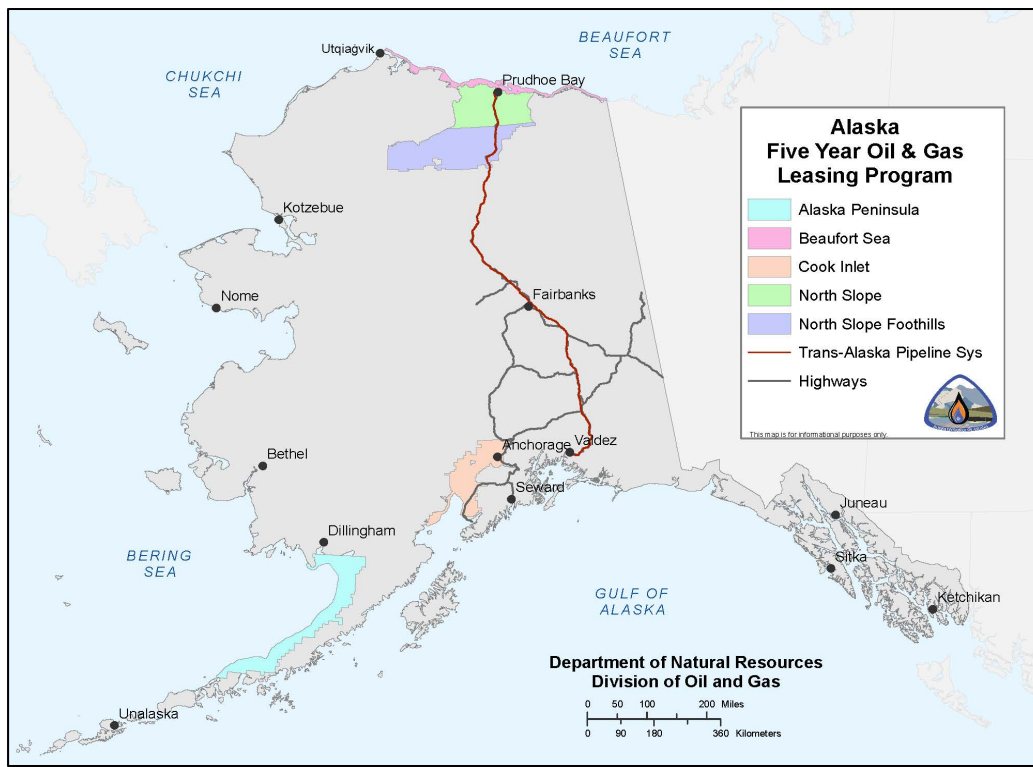 Utqiaġvik
BEAUFORT
SEA
CHUKCHI
SEA
Prudhoe Bay
Alaska
Five Year Oil & Gas
Leasing Program
Alaska Peninsula
Beaufort Sea
Cook Inlet
North Slope
North Slope Foothills
Trans-Alaska Pipeline Sys
Highways
This map is for informational purposes only.
Kotzebue
Nome
Fairbanks
Anchorage
Valdez
Bethel
Seward
Juneau
Dillingham
Sitka
BERING
SEA
GULF OF
ALASKA
Ketchikan
Department of Natural Resources
Division of Oil and Gas
0 50 100 200 Miles
0 90 180 360 Kilometers
Unalaska